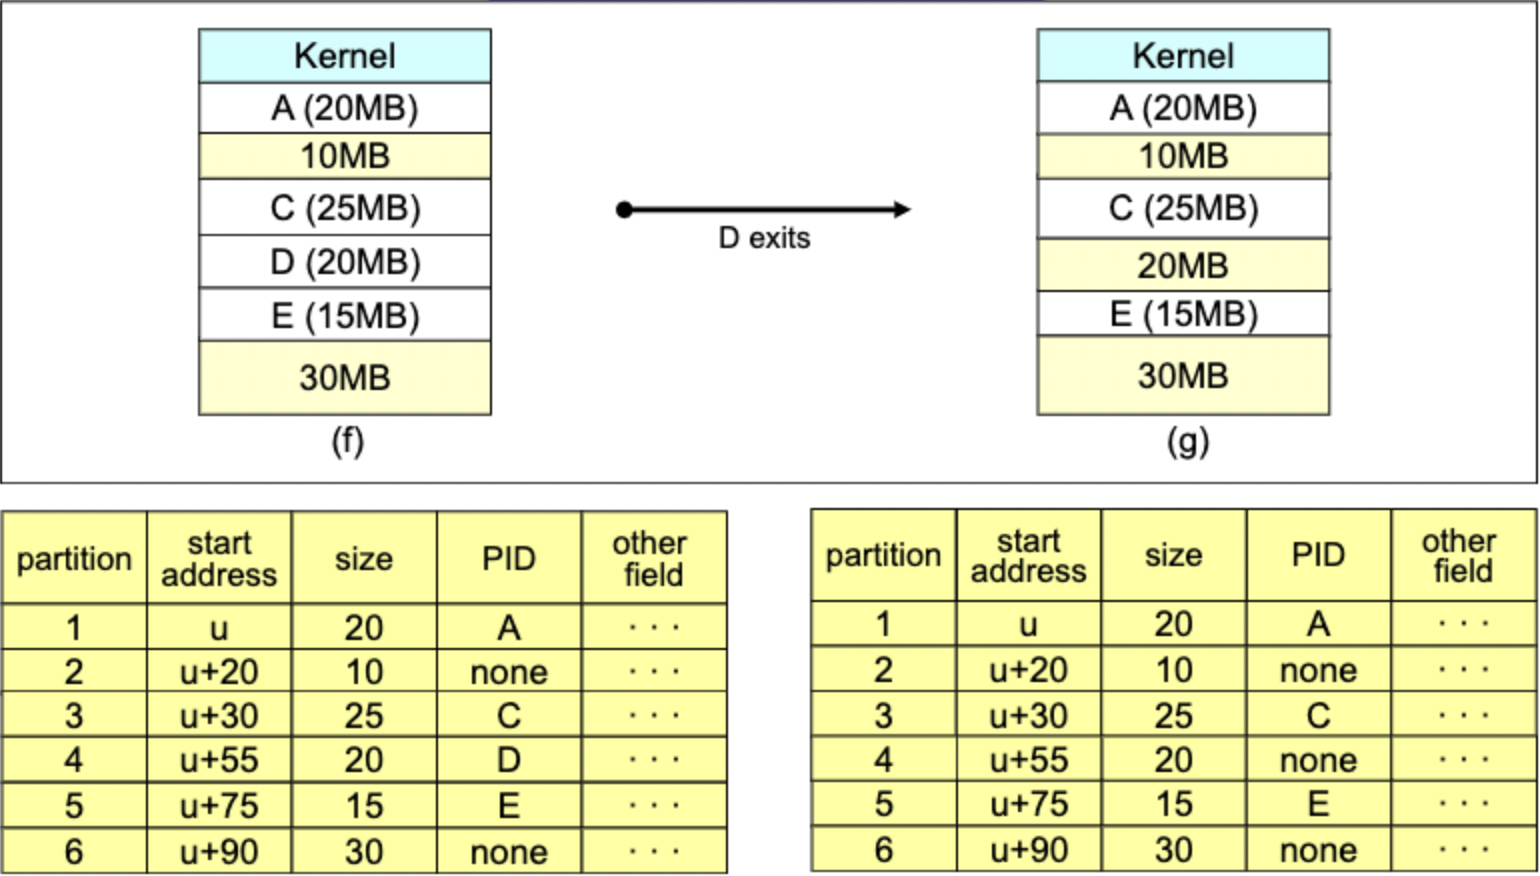 Kernel
A (20MB)
10MB
C (25MB)
D (20MB)
E (15MB)
30MB
(f)
D exits
Kernel
A (20MB)
10MB
C (25MB)
20MB
E (15MB)
30MB
(g)
partition start address size PID other field
1 u 20 A · · ·
2 u+20 10 none · · ·
3 u+30 25 C · · ·
4 u+55 20 D · · ·
5 u+75 15 E · · ·
6 u+90 30 none · · ·
partition start address size PID other field
1 u 20 A · · ·
2 u+20 10 none · · ·
3 u+30 25 C · · ·
4 u+55 20 none · · ·
5 u+75 15 E · · ·
6 u+90 30 none · · ·